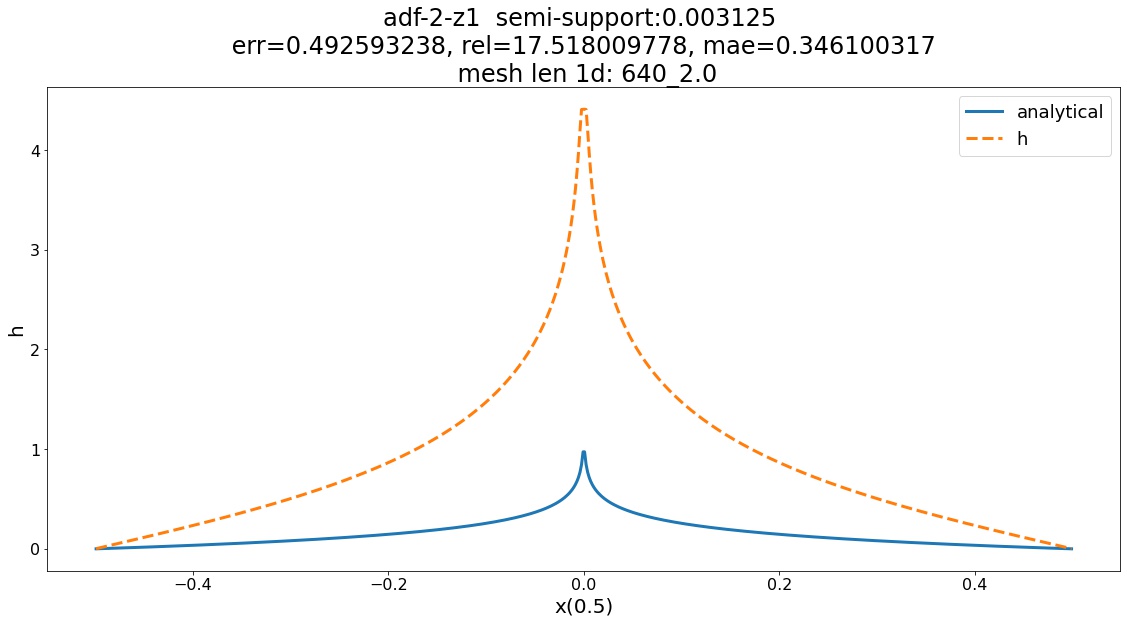 adf-2-z1  semi-support:0.003125
err=0.492593238, rel=17.518009778, mae=0.346100317
mesh len 1d: 640_2.0
analytical
h
h
4
3
2
1
0
−0.4
−0.2
0.0
0.2
0.4
x(0.5)